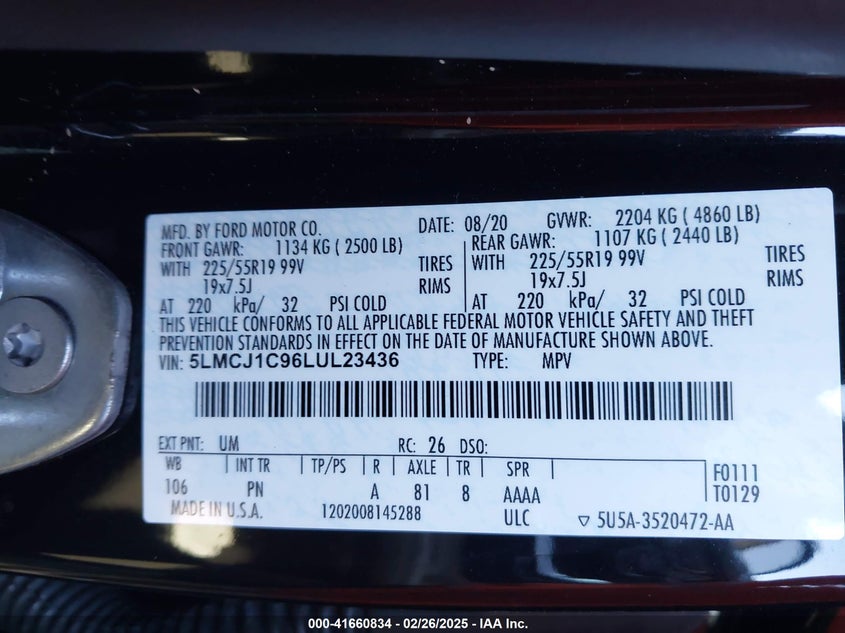 MFD. BY FORD MOTOR CO. DATE: 08/20 GVWR: 2204 KG ( 4860 LB)
FRONT GAWR: 1134 KG ( 2500 LB) REAR GAWR: 1107 KG ( 2440 LB)
WITH 225/55R19 99V TIRES WITH 225/55R19 99V TIRES
19x7.5J RIMS 19x7.5J RIMS
AT 220 kPa/ 32 PSI COLD AT 220 kPa/ 32 PSI COLD
THIS VEHICLE CONFORMS TO ALL APPLICABLE FEDERAL MOTOR VEHICLE SAFETY AND THEFT
PREVENTION STANDARDS IN EFFECT ON THE DATE OF MANUFACTURE SHOWN ABOVE.
VIN: 5LMCJ1C96LUL23436 TYPE: MPV
EXT PNT: UM RC: 26 DSO:
WB INT TR TP/PS R AXLE TR SPR F0111
106 PN A 81 8 AAAA T0129
MADE IN U.S.A. 1202008145288 ULC ▽ 5U5A-3520472-AA
000-41660834 - 02/26/2025 - IAA Inc.